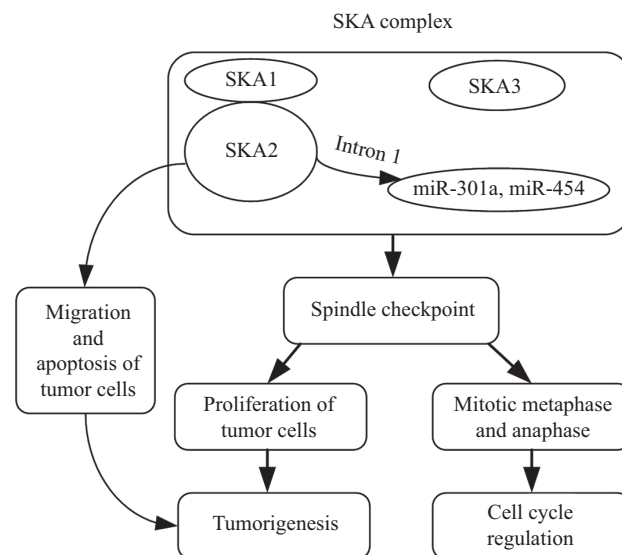 SKA complex
SKA1
SKA3
SKA2
Intron 1
miR-301a, miR-454
Migration
and
apoptosis of
tumor cells
Spindle checkpoint
Proliferation of
tumor cells
Mitotic metaphase
and anaphase
Tumorigenesis
Cell cycle
regulation